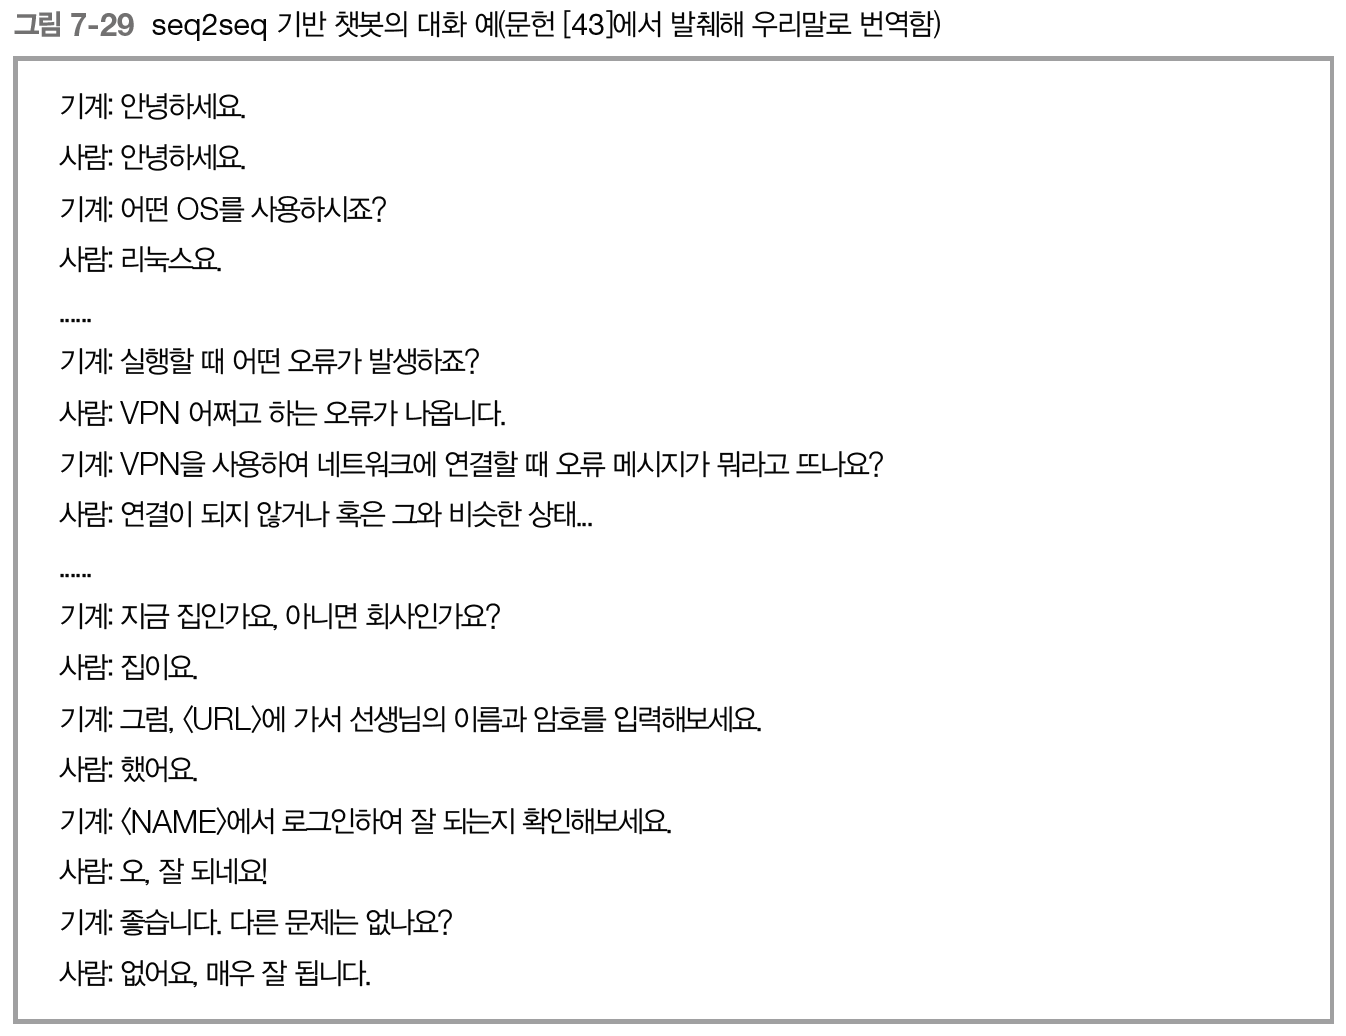 그림 7-29 seq2seq 기반 챗봇의 대화 예(문헌 [43]에서 발췌해 우리말로 번역함)
기계: 안녕하세요.
사람: 안녕하세요.
기계: 어떤 OS를 사용하시죠?
사람: 리눅스요.
......
기계: 실행할 때 어떤 오류가 발생하죠?
사람: VPN 어쩌고 하는 오류가 나옵니다.
기계: VPN을 사용하여 네트워크에 연결할 때 오류 메시지가 뭐라고 뜨나요?
사람: 연결이 되지 않거나 혹은 그와 비슷한 상태...
......
기계: 지금 집인가요, 아니면 회사인가요?
사람: 집이요.
기계: 그럼, 〈URL〉에 가서 선생님의 이름과 암호를 입력해보세요.
사람: 했어요.
기계: 〈NAME〉에서 로그인하여 잘 되는지 확인해보세요.
사람: 오, 잘 되네요!
기계: 좋습니다. 다른 문제는 없나요?
사람: 없어요, 매우 잘 됩니다.